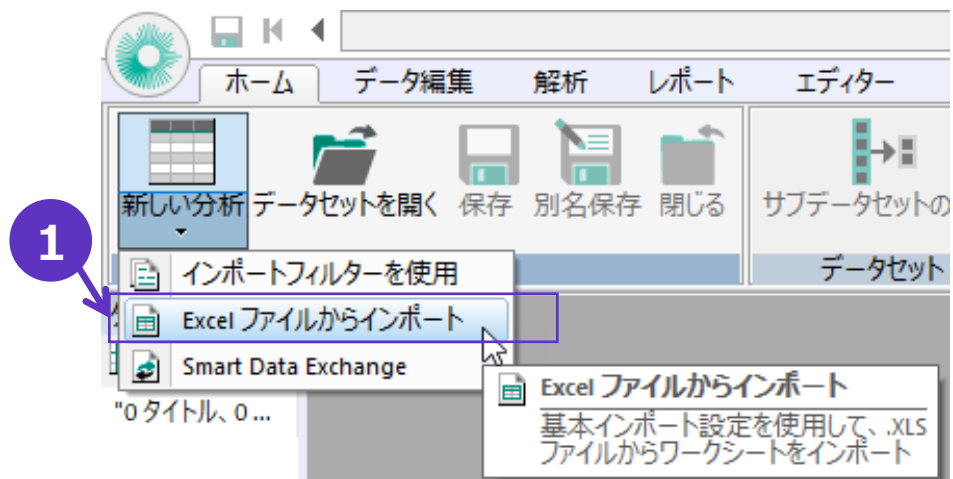 ホーム データ編集 解析 レポート エディター
新しい分析 データセットを開く 保存 別名保存 閉じる サブデータセットの
データセット
1
インポートフィルターを使用
Excel ファイルからインポート
Smart Data Exchange
"0 タイトル、0 ...
Excel ファイルからインポート
基本インポート設定を使用して、.XLS
ファイルからワークシートをインポート